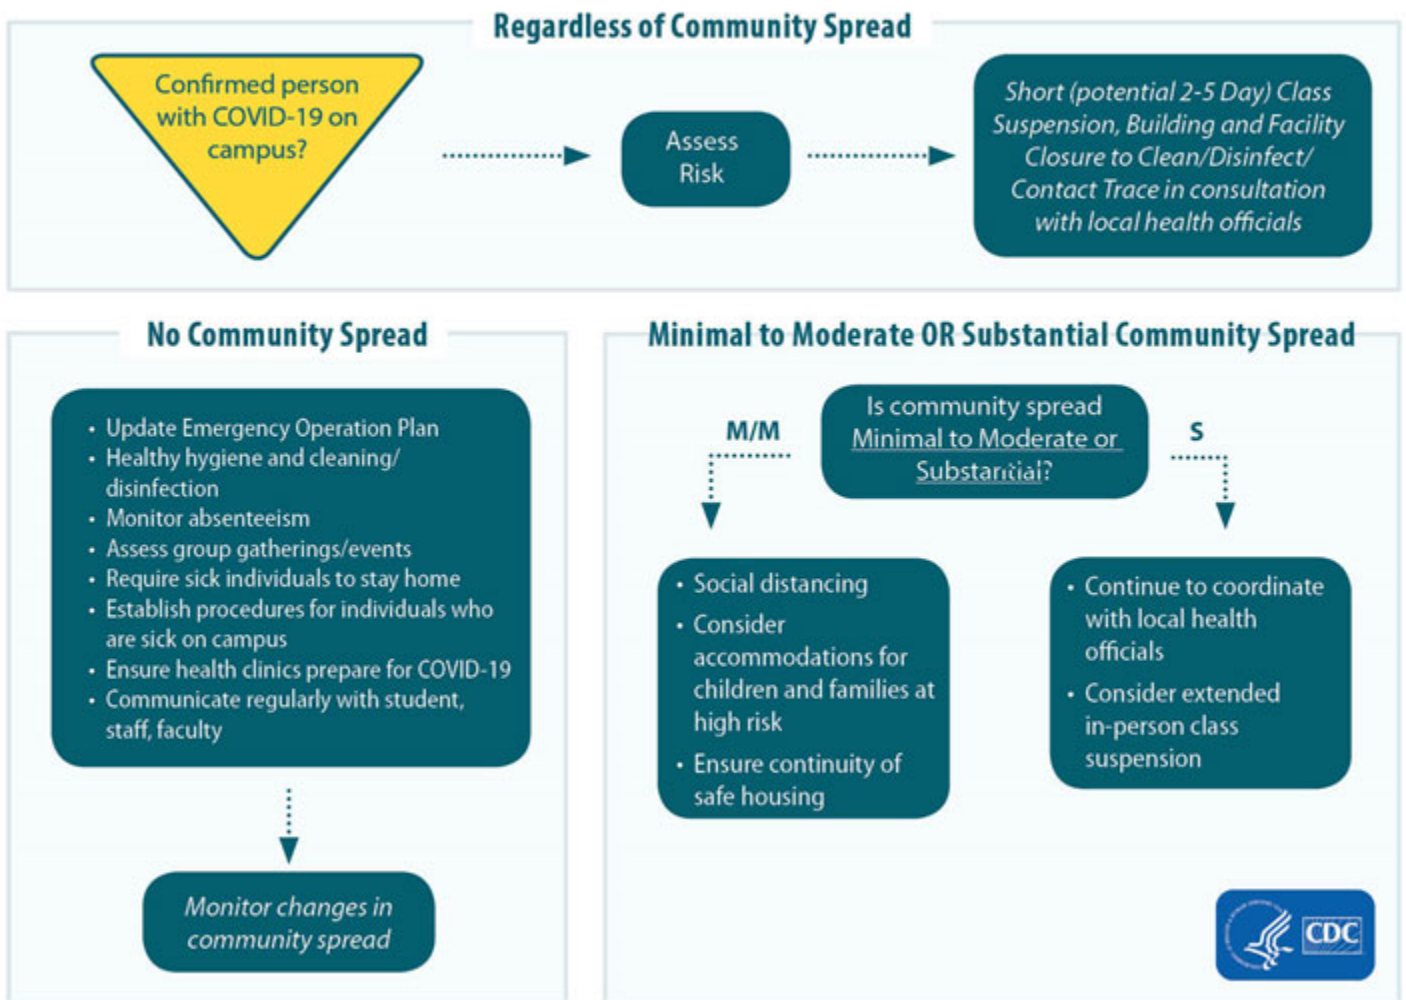 Regardless of Community Spread
Confirmed person
with COVID-19 on
campus?
Assess
Risk
Short (potential 2-5 Day) Class
Suspension, Building and Facility
Closure to Clean/Disinfect/
Contact Trace in consultation
with local health officials
No Community Spread
• Update Emergency Operation Plan
• Healthy hygiene and cleaning/
disinfection
• Monitor absenteeism
• Assess group gatherings/events
• Require sick individuals to stay home
• Establish procedures for individuals who
are sick on campus
• Ensure health clinics prepare for COVID-19
• Communicate regularly with student,
staff, faculty
Monitor changes in
community spread
Minimal to Moderate OR Substantial Community Spread
Is community spread
Minimal to Moderate or
Substantial?
M/M
S
• Social distancing
• Consider
accommodations for
children and families at
high risk
• Ensure continuity of
safe housing
• Continue to coordinate
with local health
officials
• Consider extended
in-person class
suspension
CDC